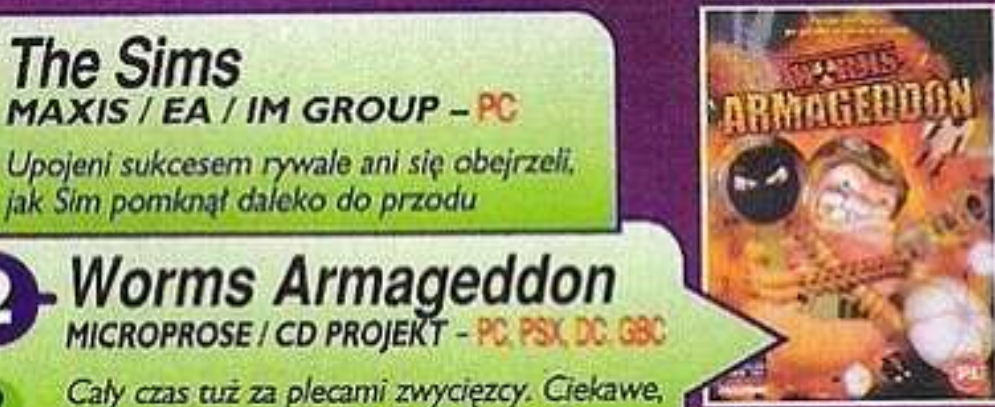 The Sims
MAXIS / EA / IM GROUP – PC
Upojeni sukcesem rywale ani się obejrzeli,
jak Sim pomknął daleko do przodu
2
Worms Armageddon
MICROPROSE / CD PROJEKT – PC, PSX, DC, GBC
Cały czas tuż za plecami zwycięzcy. Ciekawe,
WORMS
ARMAGEDDON
PL